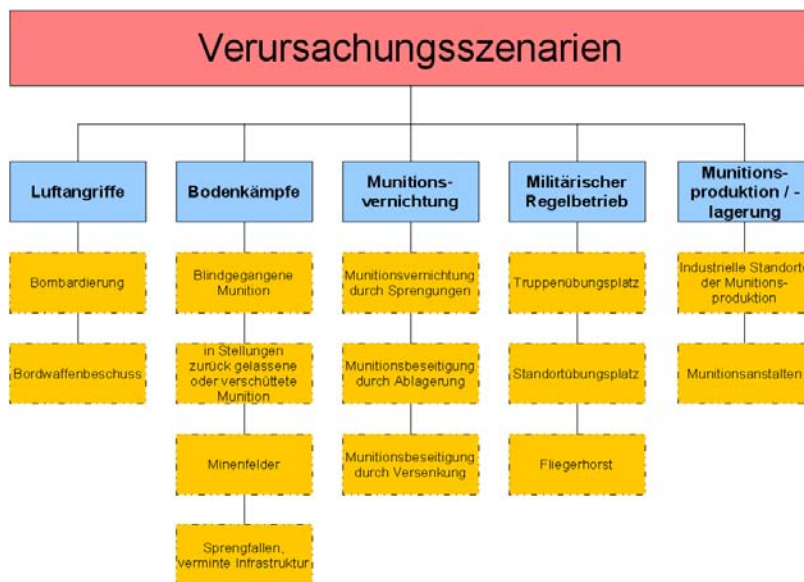 Verursachungsszenarien
Luftangriffe
Bombardierung
Bordwaffenbeschuss
Bodenkämpfe
Blindgegangene
Munition
in Stellungen
zurück gelassene
oder verschüttete
Munition
Minenfelder
Sprengfallen,
verminte Infrastruktur
Munitions-
vernichtung
Munitionsvernichtung
durch Sprengungen
Munitionsbeseitigung
durch Ablagerung
Munitionsbeseitigung
durch Versenkung
Militärischer
Regelbetrieb
Truppenübungsplatz
Standortübungsplatz
Fliegerhorst
Munitions-
produktion / -
lagerung
Industrielle Standorte
der Munitions-
produktion
Munitionsanstalten